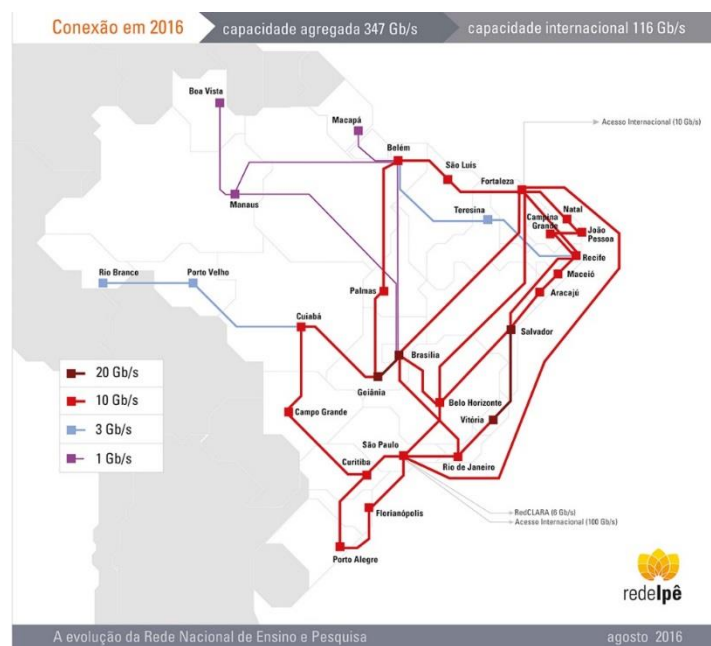 Conexão em 2016
capacidade agregada 347 Gb/s
capacidade internacional 116 Gb/s
Boa Vista
Macapá
Acesso Internacional (10 Gb/s)
Belém
São Luís
Fortaleza
Manaus
Teresina
Natal
Campina
Grande
João
Pessoa
Recife
Rio Branco
Porto Velho
Palmas
Maceió
Aracajú
Cuiabá
Salvador
Brasília
Geiânia
20 Gb/s
10 Gb/s
3 Gb/s
1 Gb/s
Belo Horizonte
Campo Grande
Vitória
São Paulo
Curitiba
Rio de Janeiro
Florianópolis
RedCLARA (6 Gb/s)
Acesso Internacional (100 Gb/s)
Porto Alegre
redeIpê
A evolução da Rede Nacional de Ensino e Pesquisa
agosto 2016